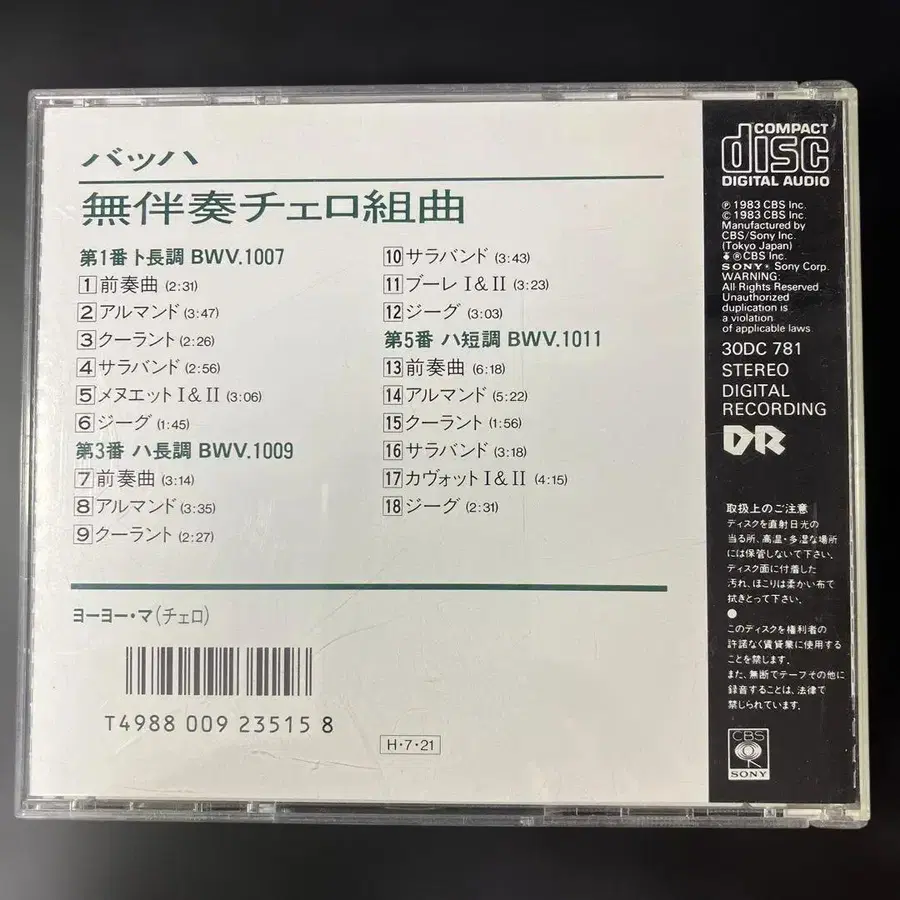 バッハ
無伴奏チェロ組曲
第1番 ト長調 BWV.1007
1 前奏曲 (2:31)
2 アルマンド (3:47)
3 クーラント (2:26)
4 サラバンド (2:56)
5 メヌエット I & II (3:06)
6 ジーグ (1:45)
第3番 ハ長調 BWV.1009
7 前奏曲 (3:14)
8 アルマンド (3:35)
9 クーラント (2:27)
10 サラバンド (3:43)
11 ブーレ I & II (3:23)
12 ジーグ (3:03)
第5番 ハ短調 BWV.1011
13 前奏曲 (6:18)
14 アルマンド (5:22)
15 クーラント (1:56)
16 サラバンド (3:18)
17 カヴォット I & II (4:15)
18 ジーグ (2:31)
ヨーヨー・マ(チェロ)
T4988 009 23515 8
H・7・21
COMPACT
disc
DIGITAL AUDIO
Ⓟ 1983 CBS Inc.
© 1983 CBS Inc.
Manufactured by
CBS/Sony Inc.
(Tokyo Japan)
® CBS Inc.
SONY® Sony Corp.
WARNING:
All Rights Reserved.
Unauthorized
duplication is
a violation
of applicable laws
30DC 781
STEREO
DIGITAL
RECORDING
DR
取扱上のご注意
ディスクを直射日光の
当る所、高温・多湿な場所
には保管しないで下さい。
ディスク面に付着した
汚れ、ほこりは柔かい布で
拭きとって下さい。
●
このディスクを権利者の
許諾なく賃貸業に使用する
ことを禁します。
また、無断でテープその他に
録音することは、法律で
禁じられています。
CBS
SONY